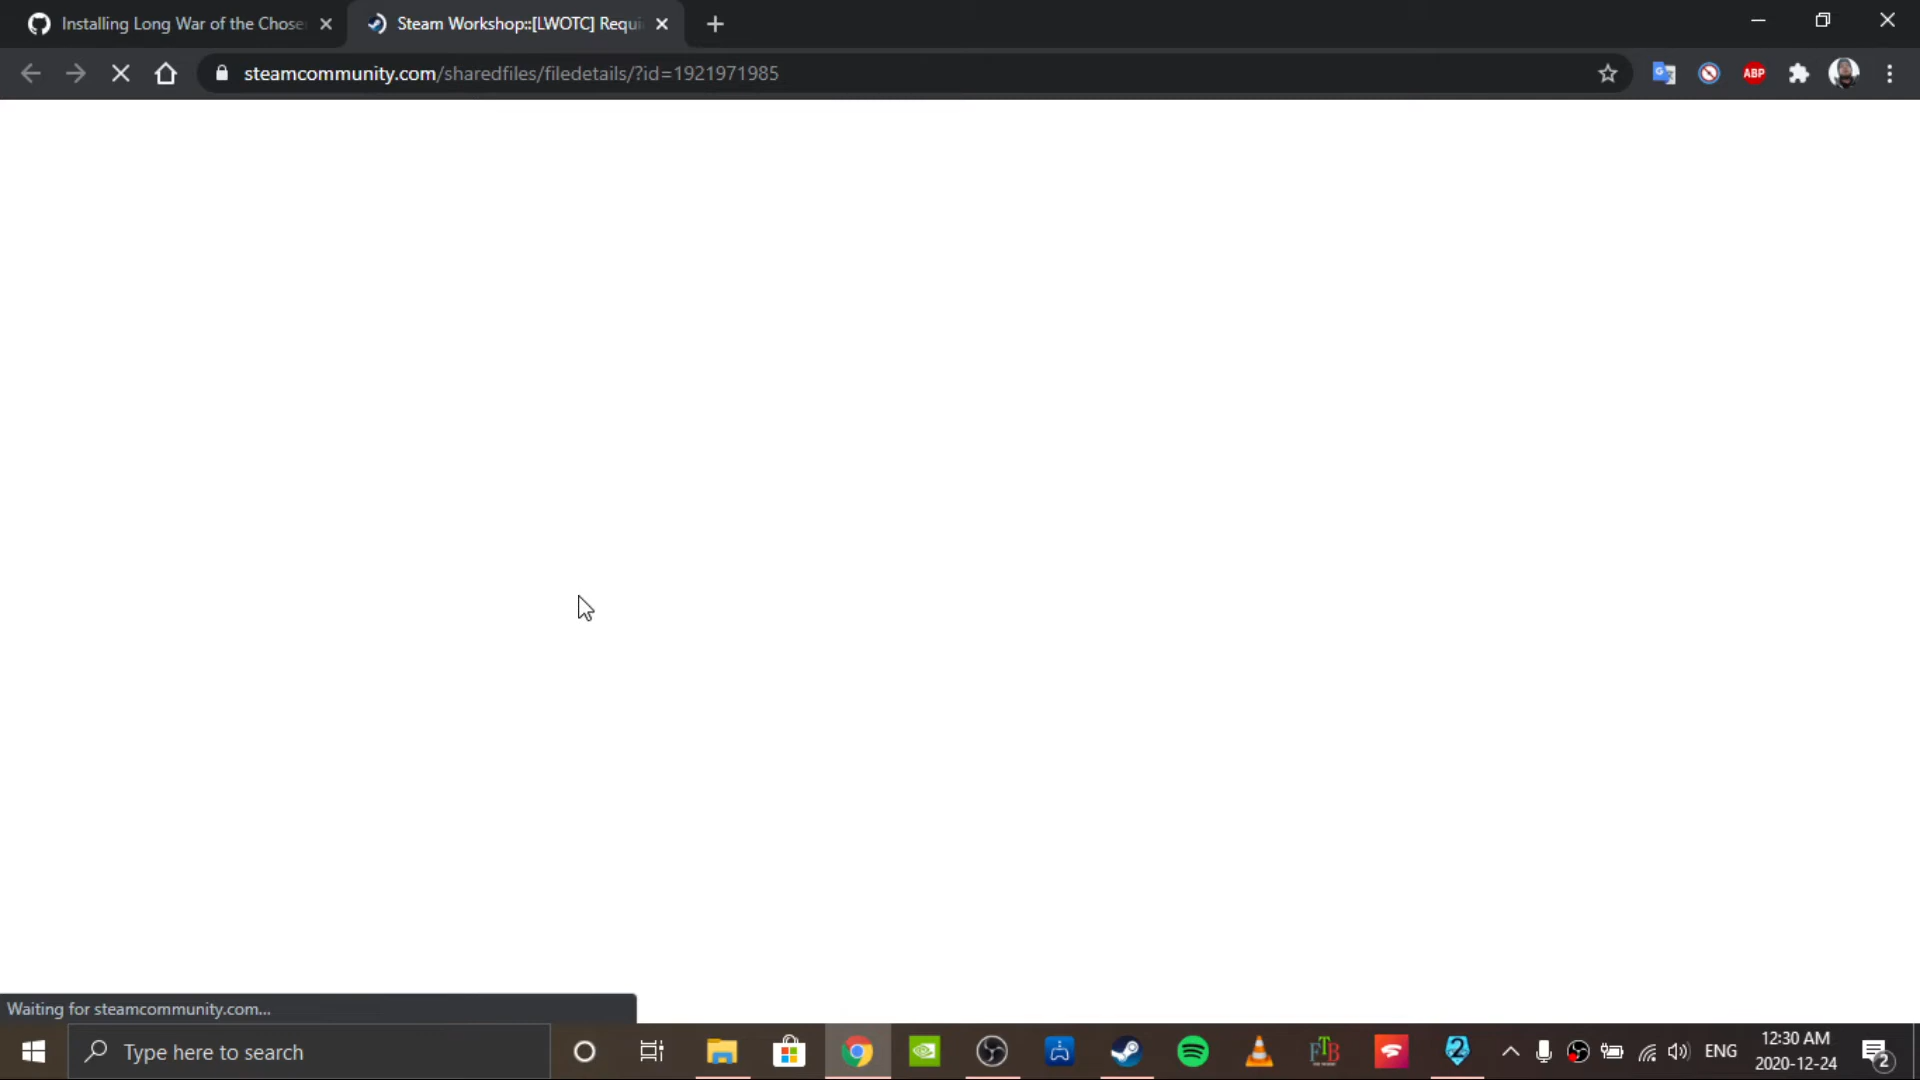 Installing Long War of the Chose
Steam Workshop::[LWOTC] Requi
steamcommunity.com/sharedfiles/filedetails/?id=1921971985
ABP
Waiting for steamcommunity.com...
Type here to search
FTB
ENG
12:30 AM
2020-12-24
2